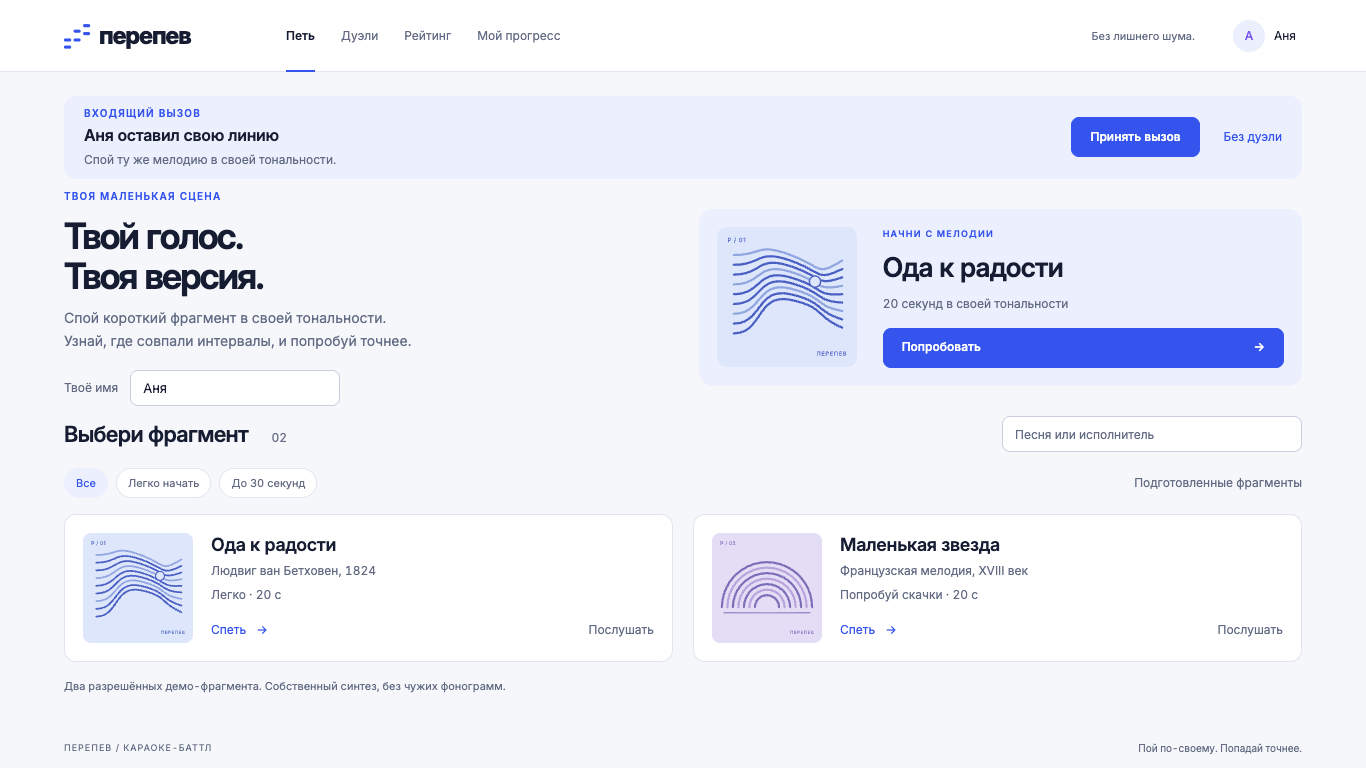 перепев
Петь
Дуэли
Рейтинг
Мой прогресс
Без лишнего шума.
А
Аня
ВХОДЯЩИЙ ВЫЗОВ
Аня оставил свою линию
Спой ту же мелодию в своей тональности.
Принять вызов
Без дуэли
ТВОЯ МАЛЕНЬКАЯ СЦЕНА
Твой голос.
Твоя версия.
Спой короткий фрагмент в своей тональности.
Узнай, где совпали интервалы, и попробуй точнее.
Твоё имя
Аня
P / 01
ПЕРЕПЕВ
НАЧНИ С МЕЛОДИИ
Ода к радости
20 секунд в своей тональности
Попробовать →
Выбери фрагмент 02
Песня или исполнитель
Все
Легко начать
До 30 секунд
Подготовленные фрагменты
P / 01
ПЕРЕПЕВ
Ода к радости
Людвиг ван Бетховен, 1824
Легко · 20 с
Спеть →
Послушать
P / 03
ПЕРЕПЕВ
Маленькая звезда
Французская мелодия, XVIII век
Попробуй скачки · 20 с
Спеть →
Послушать
Два разрешённых демо-фрагмента. Собственный синтез, без чужих фонограмм.
ПЕРЕПЕВ / КАРАОКЕ-БАТТЛ
Пой по-своему. Попадай точнее.